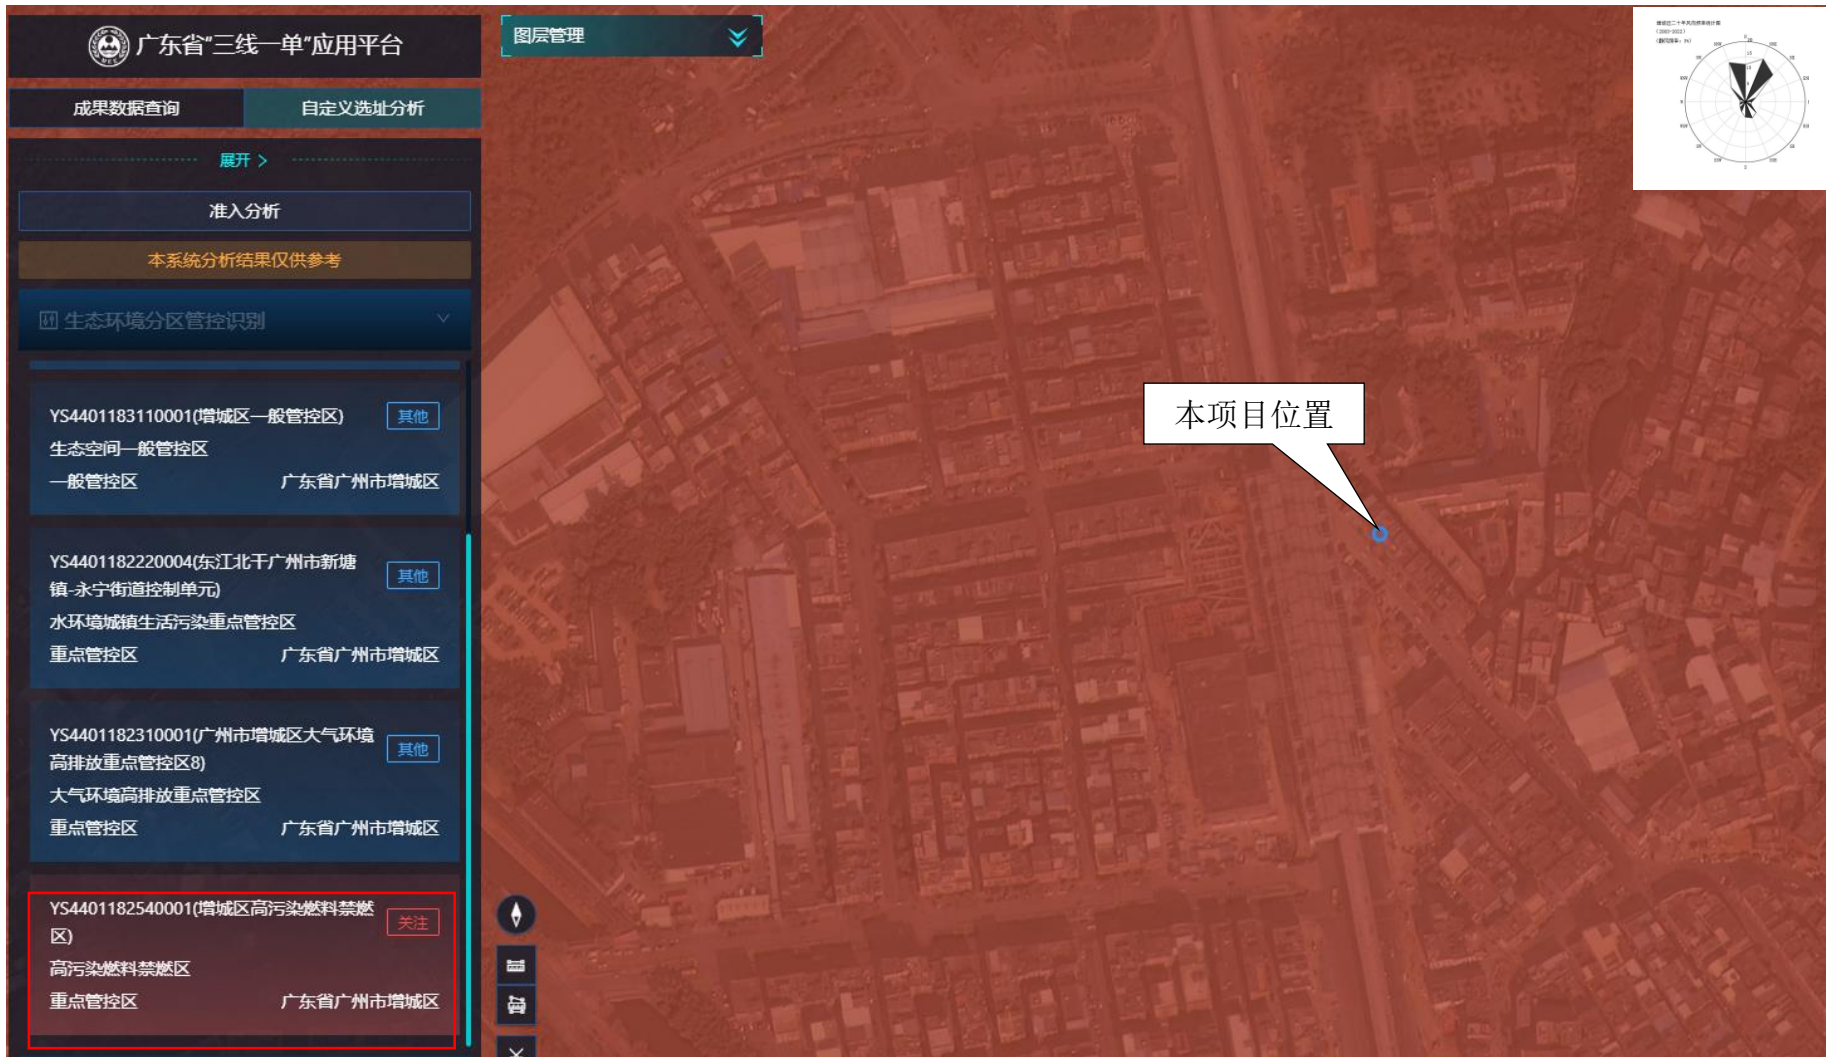 广东省“三线一单”应用平台
成果数据查询
自定义选址分析
展开 >
准入分析
本系统分析结果仅供参考
生态环境分区管控识别
YS4401183110001(增城区一般管控区)
其他
生态空间一般管控区
一般管控区
广东省广州市增城区
YS4401182220004(东江北干广州市新塘
镇-永宁街道控制单元)
其他
水环境城镇生活污染重点管控区
重点管控区
广东省广州市增城区
YS4401182310001(广州市增城区大气环境
高排放重点管控区8)
其他
大气环境高排放重点管控区
重点管控区
广东省广州市增城区
YS4401182540001(增城区高污染燃料禁燃
区)
关注
高污染燃料禁燃区
重点管控区
广东省广州市增城区
图层管理
本项目位置